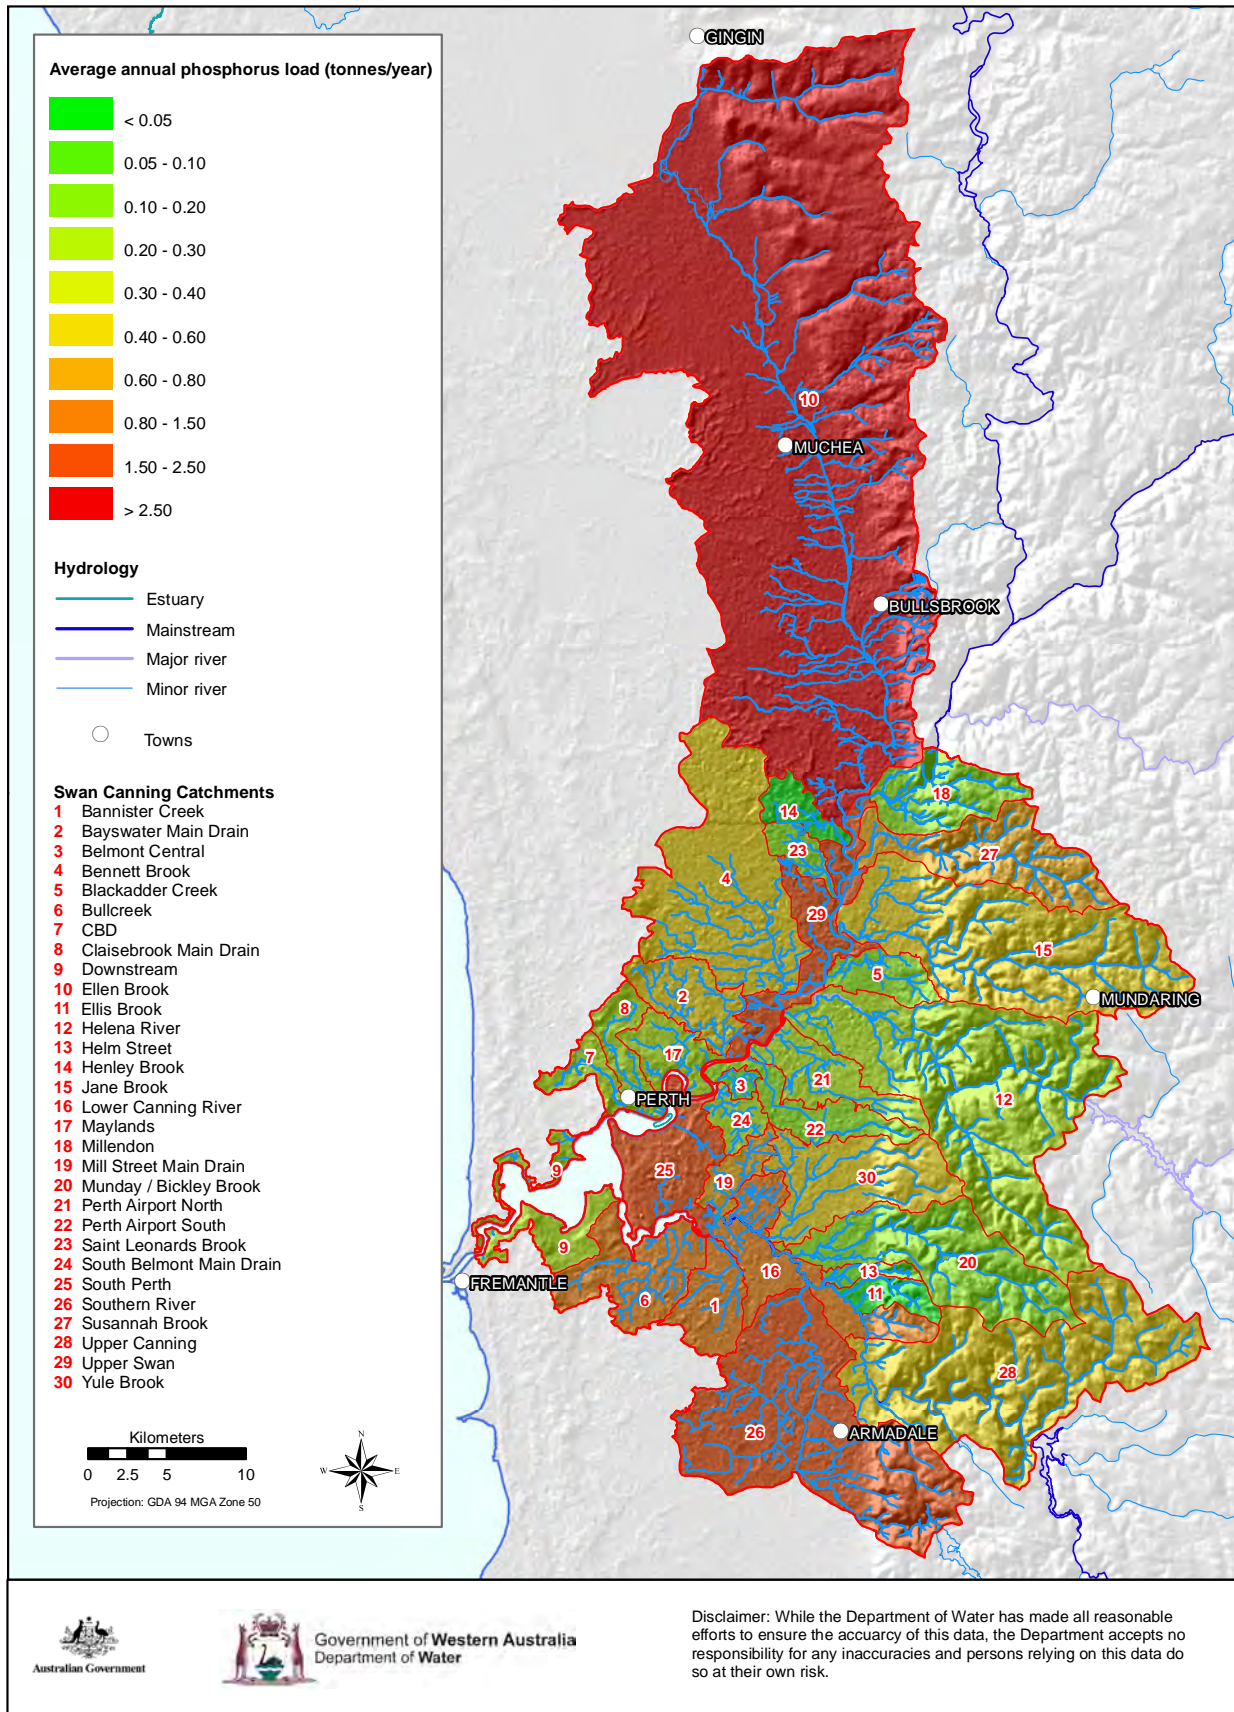 Average annual phosphorus load (tonnes/year)
< 0.05
0.05 - 0.10
0.10 - 0.20
0.20 - 0.30
0.30 - 0.40
0.40 - 0.60
0.60 - 0.80
0.80 - 1.50
1.50 - 2.50
> 2.50
Hydrology
Estuary
Mainstream
Major river
Minor river
Towns
Swan Canning Catchments
1 Bannister Creek
2 Bayswater Main Drain
3 Belmont Central
4 Bennett Brook
5 Blackadder Creek
6 Bullcreek
7 CBD
8 Claisebrook Main Drain
9 Downstream
10 Ellen Brook
11 Ellis Brook
12 Helena River
13 Helm Street
14 Henley Brook
15 Jane Brook
16 Lower Canning River
17 Maylands
18 Millendon
19 Mill Street Main Drain
20 Munday / Bickley Brook
21 Perth Airport North
22 Perth Airport South
23 Saint Leonards Brook
24 South Belmont Main Drain
25 South Perth
26 Southern River
27 Susannah Brook
28 Upper Canning
29 Upper Swan
30 Yule Brook
Kilometers
0 2.5 5 10
Projection: GDA 94 MGA Zone 50
N
W E
S
GINGIN
10
MUCHEA
BULLSBROOK
18
14
23
27
4
29
15
5
MUNDARING
2
8
17
7
3
21
PERTH
12
24
22
25
19
30
9
9
FREMANTLE
16
13
20
11
6
1
28
26
ARMADALE
Australian Government
Government of Western Australia
Department of Water
Disclaimer: While the Department of Water has made all reasonable
efforts to ensure the accuarcy of this data, the Department accepts no
responsibility for any inaccuracies and persons relying on this data do
so at their own risk.